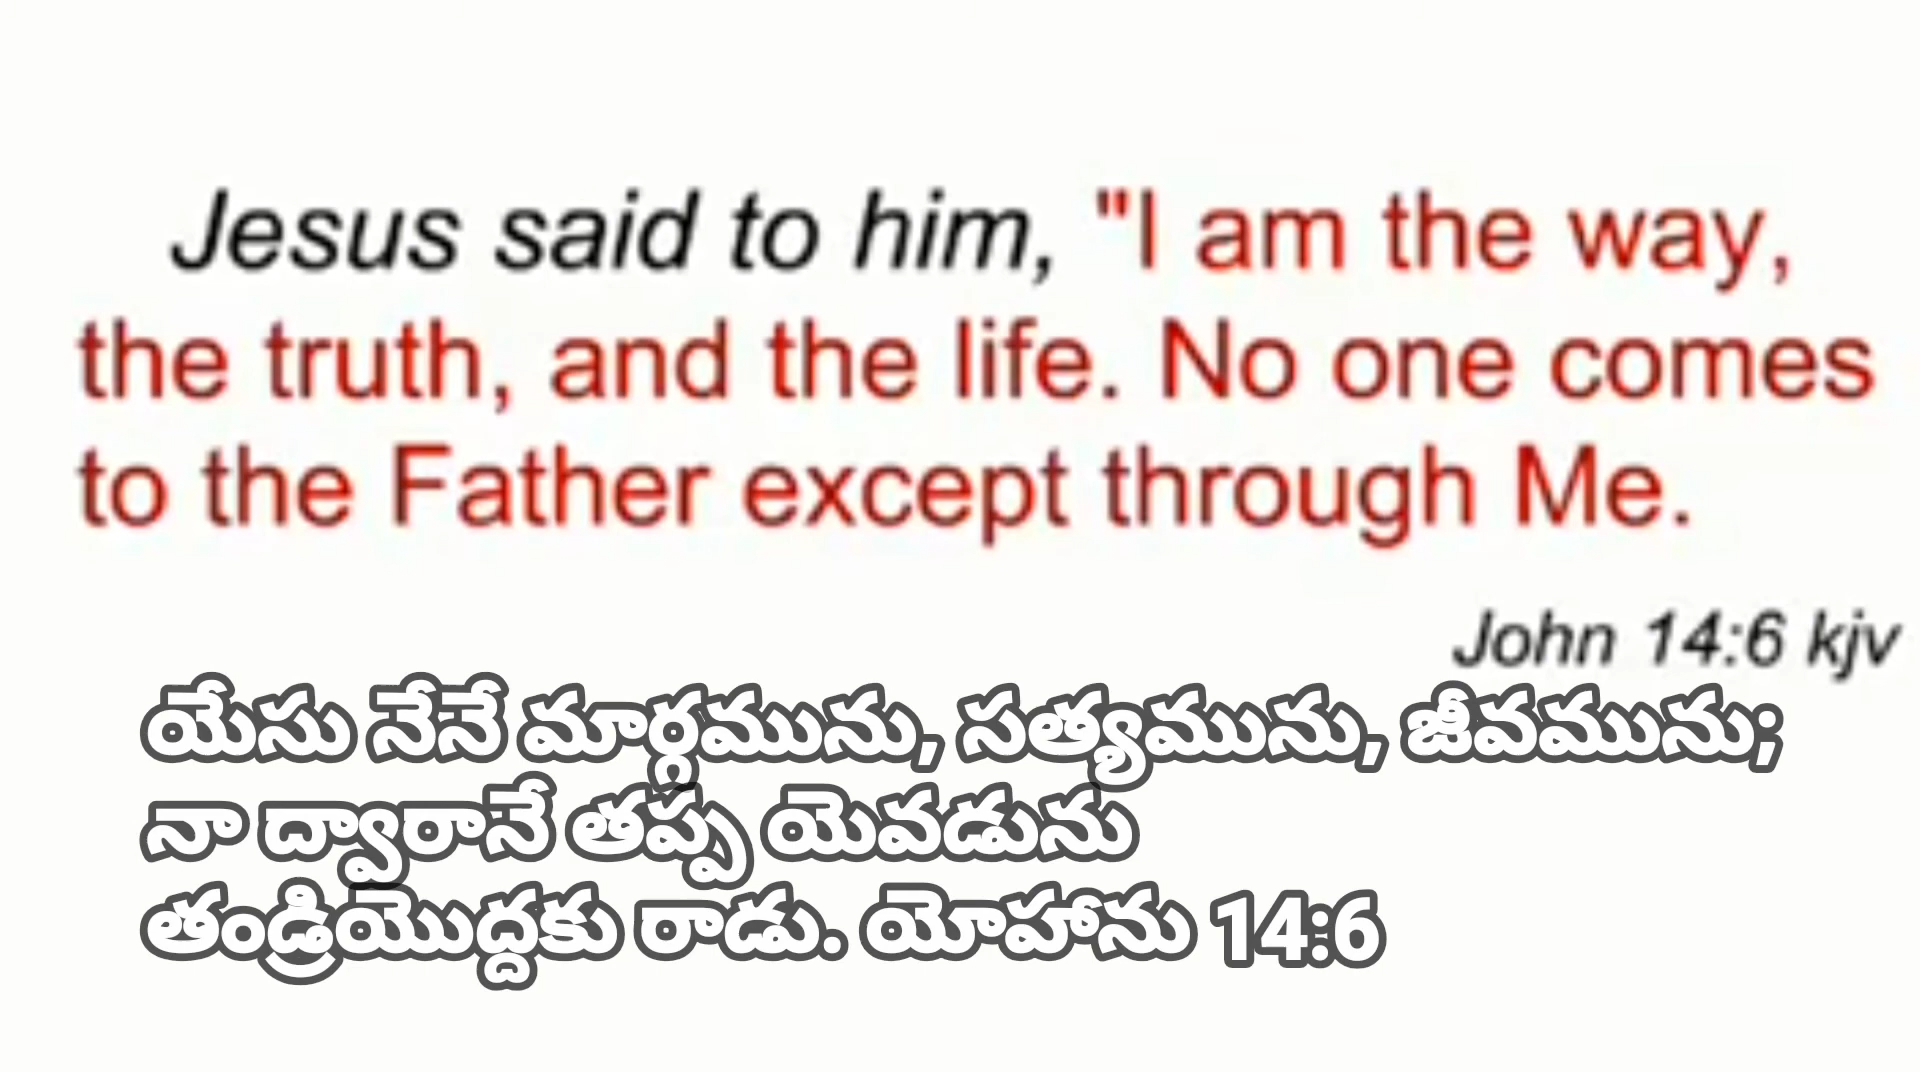 Jesus said to him, "I am the way,
the truth, and the life. No one comes
to the Father except through Me.
John 14:6 kjv
యేసు నేనే మార్గమును, సత్యమును, జీవమును;
నా ద్వారానే తప్ప యెవడును
తండ్రియొద్దకు రాడు. యోహాను 14:6